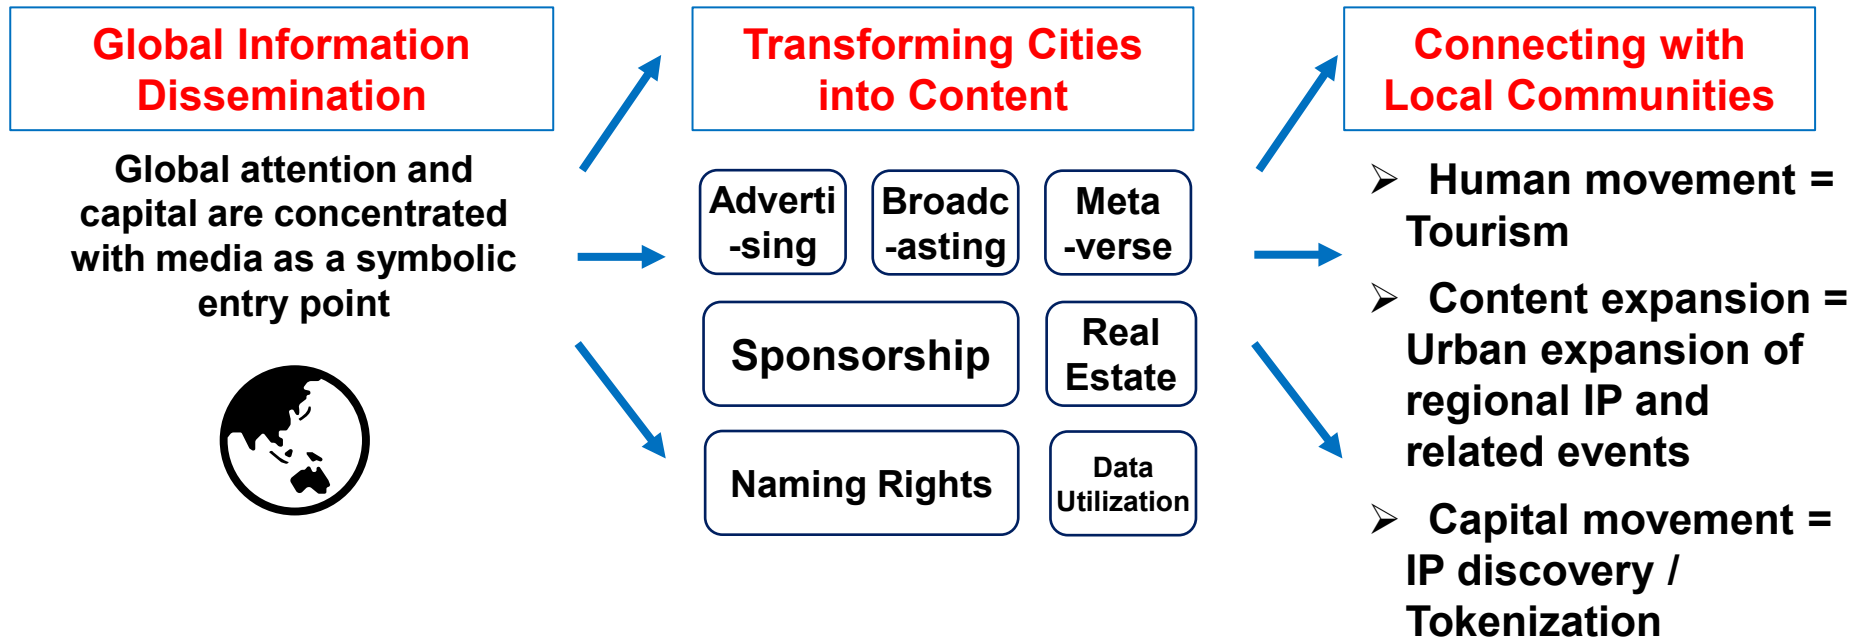 Global Information
Dissemination
Global attention and
capital are concentrated
with media as a symbolic
entry point
Transforming Cities
into Content
Adverti
-sing
Broadc
-asting
Meta
-verse
Sponsorship
Real
Estate
Naming Rights
Data
Utilization
Connecting with
Local Communities
➢ Human movement =
Tourism
➢ Content expansion =
Urban expansion of
regional IP and
related events
➢ Capital movement =
IP discovery /
Tokenization